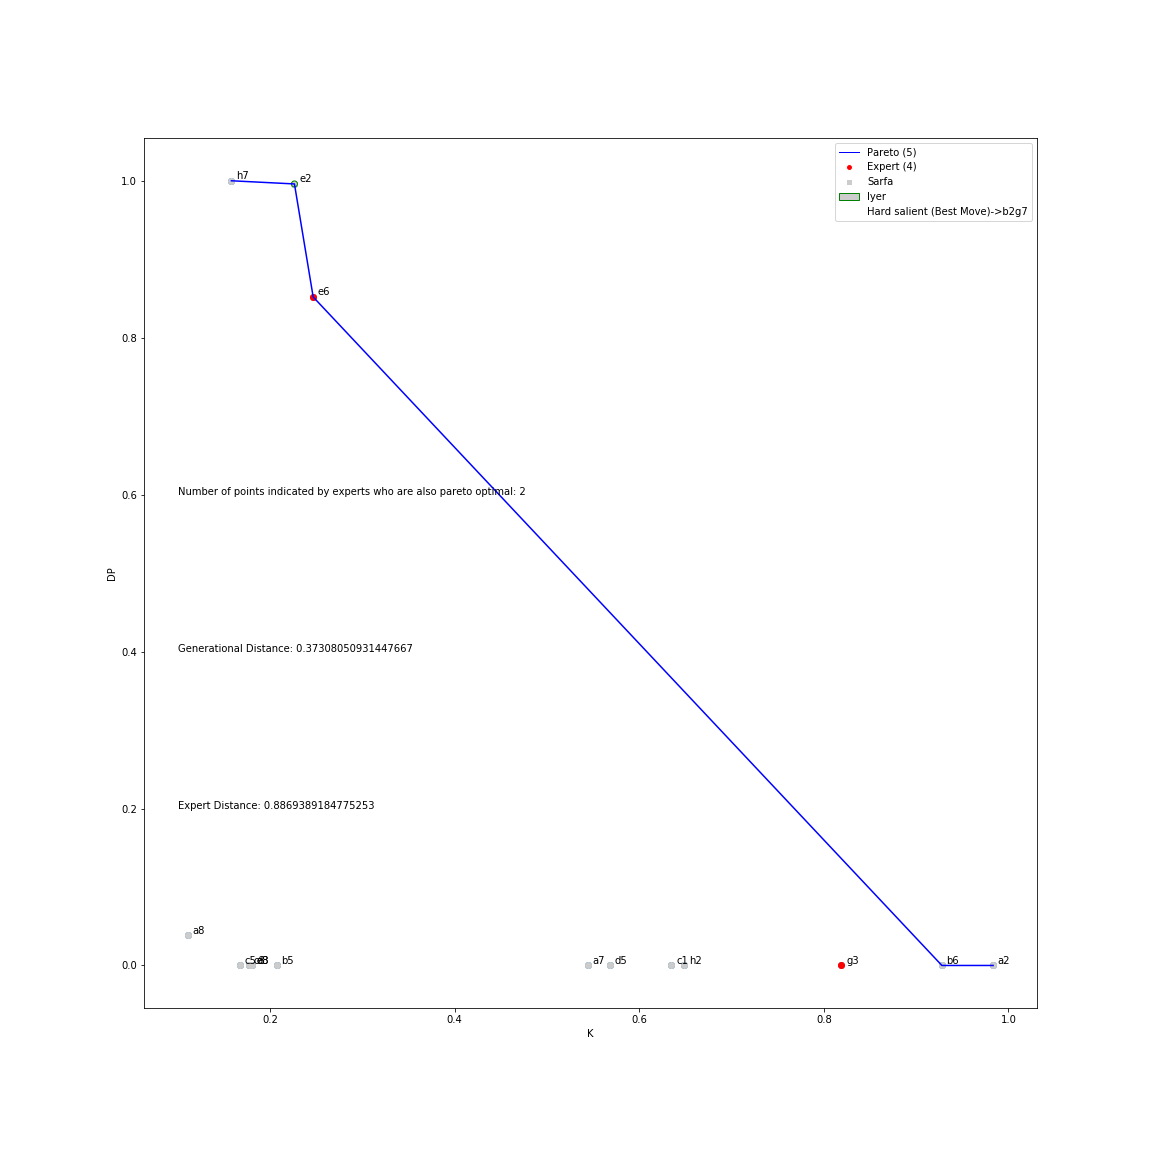 Pareto (5)
Expert (4)
Sarfa
Iyer
Hard salient (Best Move)->b2g7
1.0
h7
e2
e6
0.8
Number of points indicated by experts who are also pareto optimal: 2
0.6
DP
Generational Distance: 0.37308050931447667
0.4
Expert Distance: 0.8869389184775253
0.2
a8
0.0
b5
a7
d5
c1
h2
g3
b6
a2
0.2
0.4
0.6
0.8
1.0
K